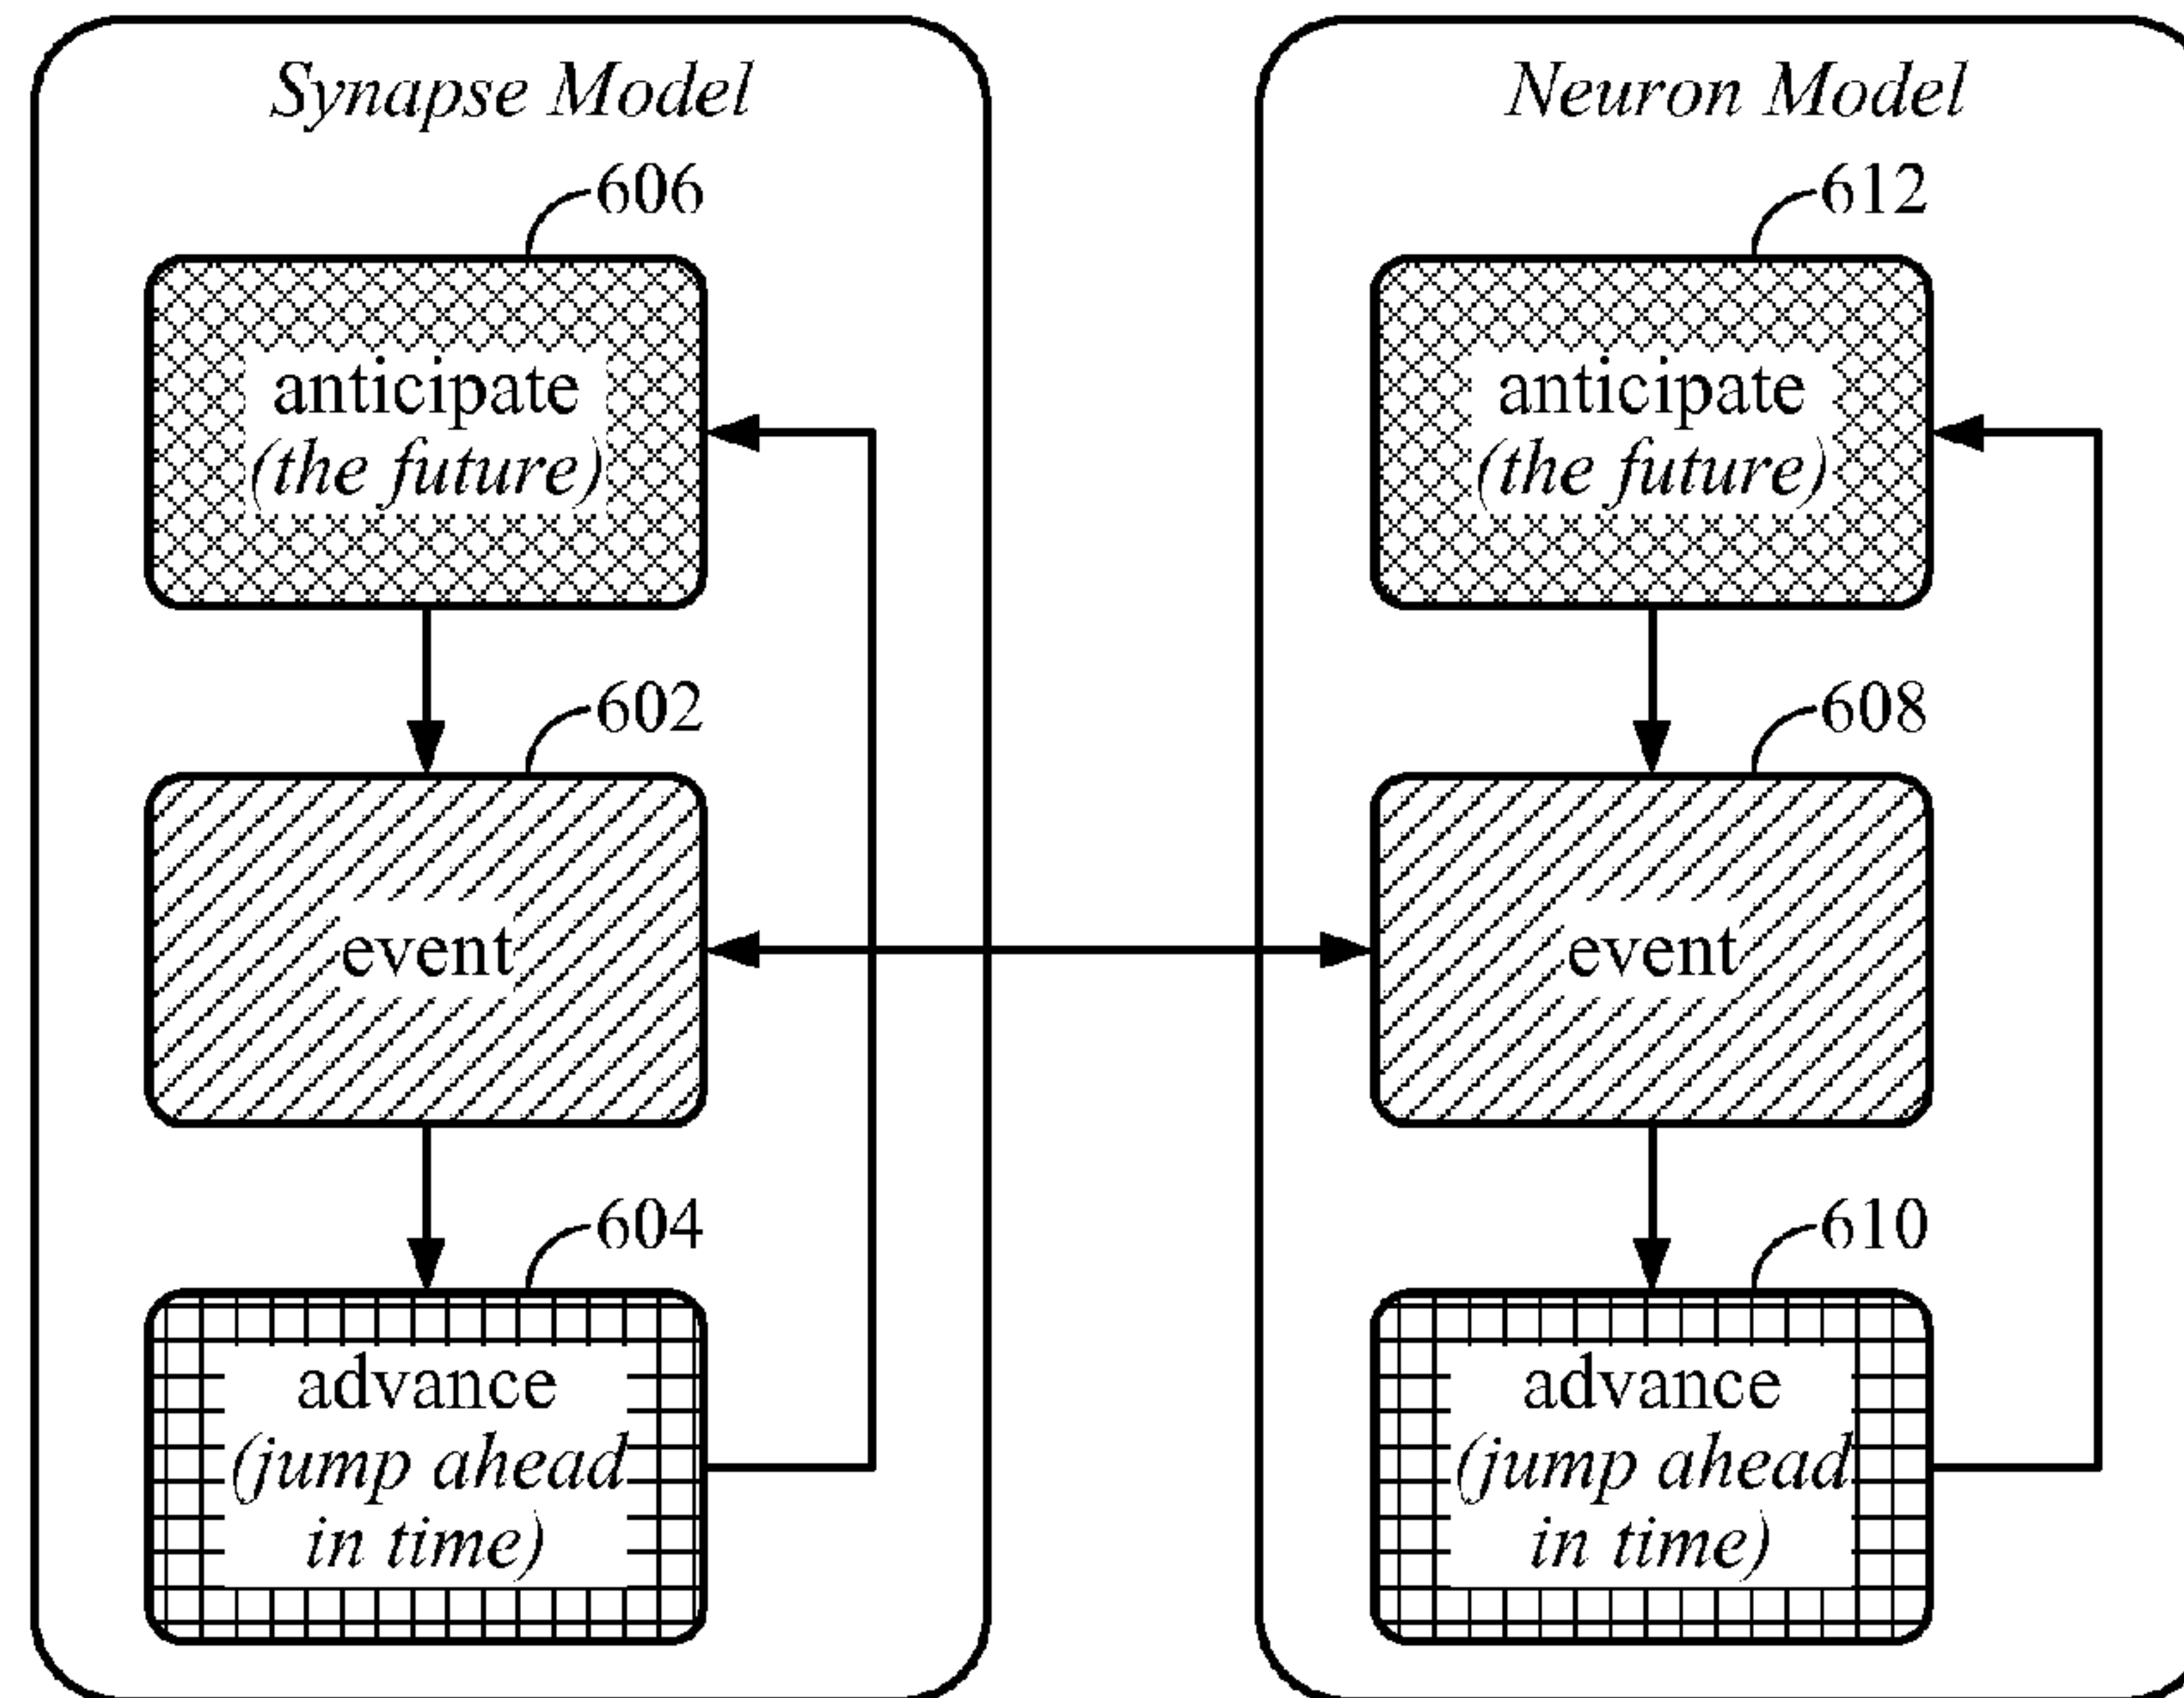 Synapse Model
606
anticipate
(the future)
602
event
604
advance
(jump ahead
in time)
Neuron Model
612
anticipate
(the future)
608
event
610
advance
(jump ahead
in time)